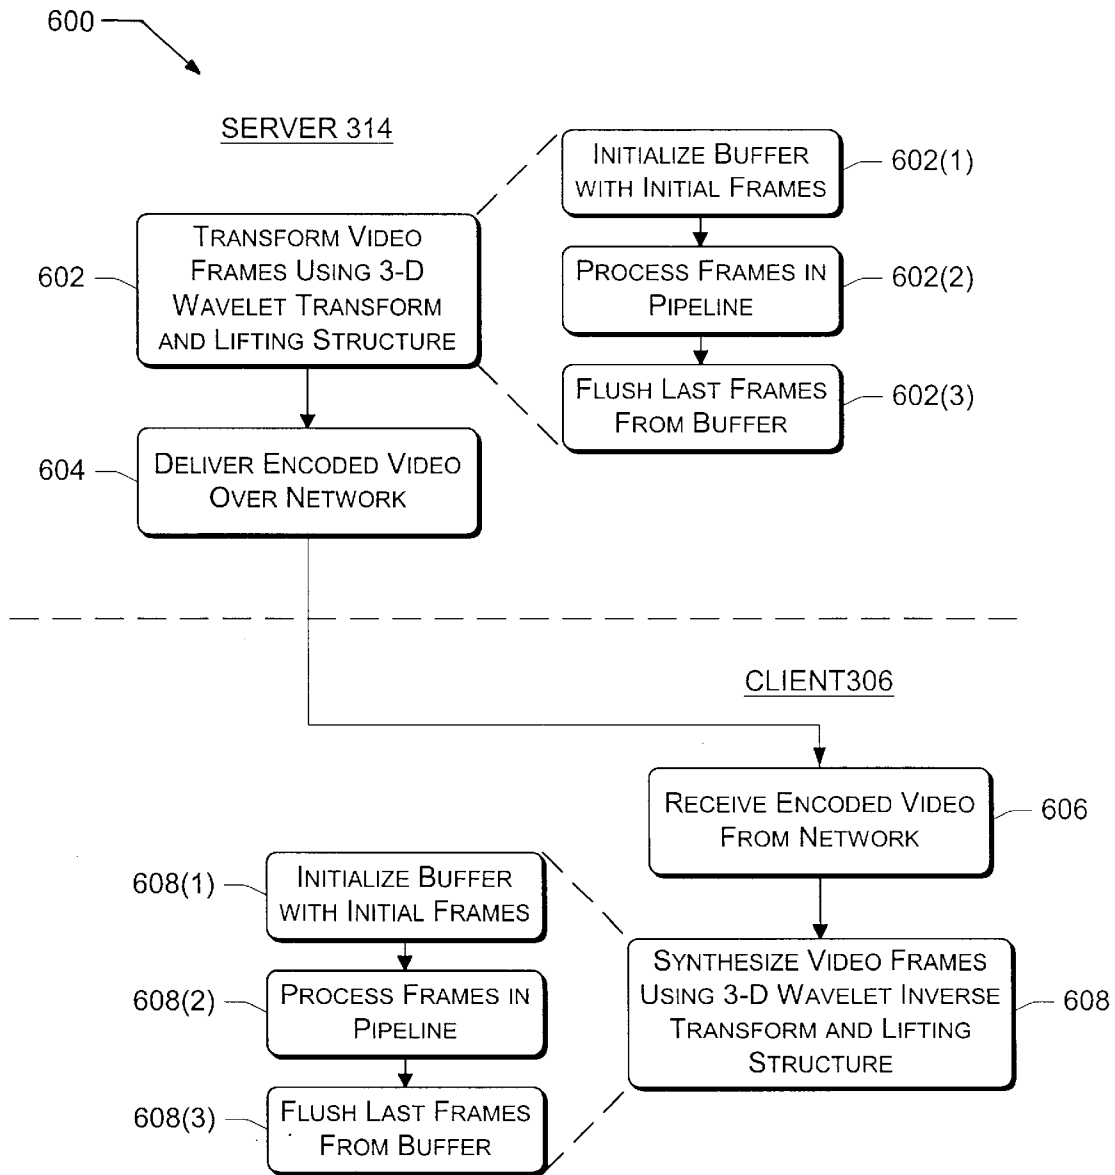 600
SERVER 314
INITIALIZE BUFFER
WITH INITIAL FRAMES
602(1)
TRANSFORM VIDEO
FRAMES USING 3-D
WAVELET TRANSFORM
AND LIFTING STRUCTURE
602
PROCESS FRAMES IN
PIPELINE
602(2)
FLUSH LAST FRAMES
FROM BUFFER
602(3)
604
DELIVER ENCODED VIDEO
OVER NETWORK
CLIENT306
RECEIVE ENCODED VIDEO
FROM NETWORK
606
608(1)
INITIALIZE BUFFER
WITH INITIAL FRAMES
608(2)
PROCESS FRAMES IN
PIPELINE
SYNTHESIZE VIDEO FRAMES
USING 3-D WAVELET INVERSE
TRANSFORM AND LIFTING
STRUCTURE
608
608(3)
FLUSH LAST FRAMES
FROM BUFFER